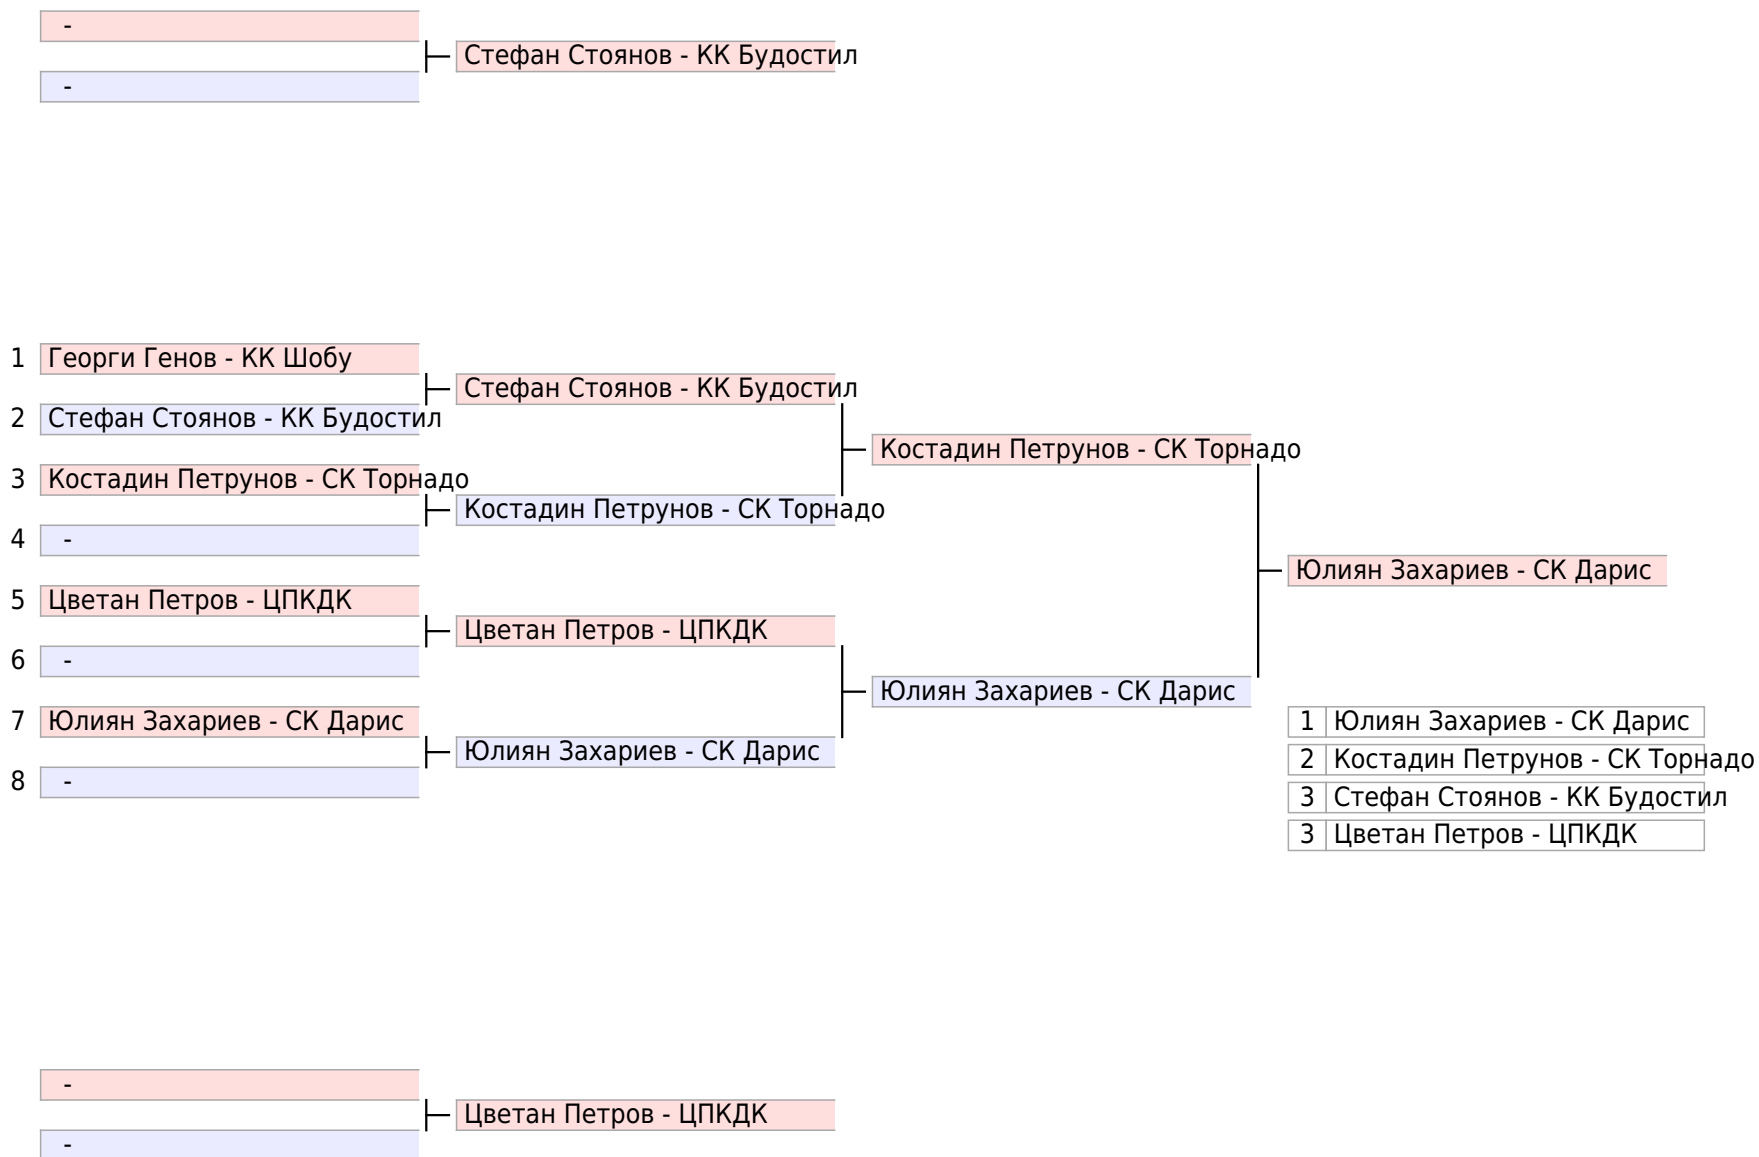 -
Стефан Стоянов - КК Будостил
-
1 Георги Генов - КК Шобу
Стефан Стоянов - КК Будостил
2 Стефан Стоянов - КК Будостил
Костадин Петрунов - СК Торнадо
3 Костадин Петрунов - СК Торнадо
Костадин Петрунов - СК Торнадо
4 -
Юлиян Захариев - СК Дарис
5 Цветан Петров - ЦПКДК
Цветан Петров - ЦПКДК
6 -
Юлиян Захариев - СК Дарис
7 Юлиян Захариев - СК Дарис
1 Юлиян Захариев - СК Дарис
Юлиян Захариев - СК Дарис
2 Костадин Петрунов - СК Торнадо
8 -
3 Стефан Стоянов - КК Будостил
3 Цветан Петров - ЦПКДК
-
Цветан Петров - ЦПКДК
-